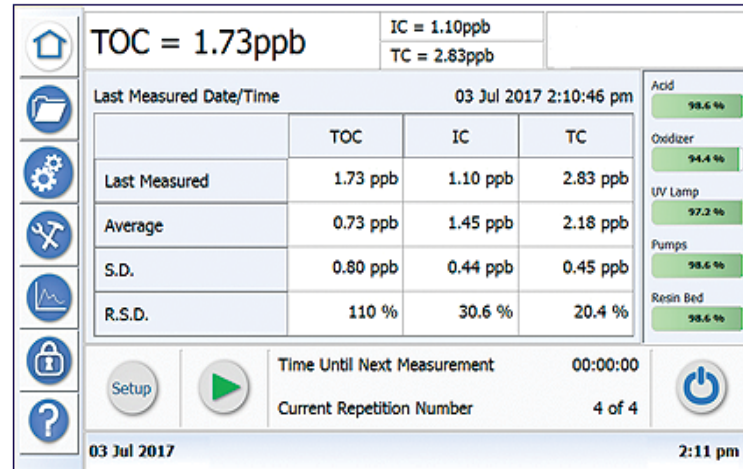 TOC = 1.73ppb
IC = 1.10ppb
TC = 2.83ppb
Last Measured Date/Time 03 Jul 2017 2:10:46 pm
TOC IC TC
Last Measured 1.73 ppb 1.10 ppb 2.83 ppb
Average 0.73 ppb 1.45 ppb 2.18 ppb
S.D. 0.80 ppb 0.44 ppb 0.45 ppb
R.S.D. 110 % 30.6 % 20.4 %
Acid
98.6 %
Oxidizer
94.4 %
UV Lamp
97.2 %
Pumps
98.6 %
Resin Bed
98.6 %
Setup
Time Until Next Measurement 00:00:00
Current Repetition Number 4 of 4
?
03 Jul 2017 2:11 pm